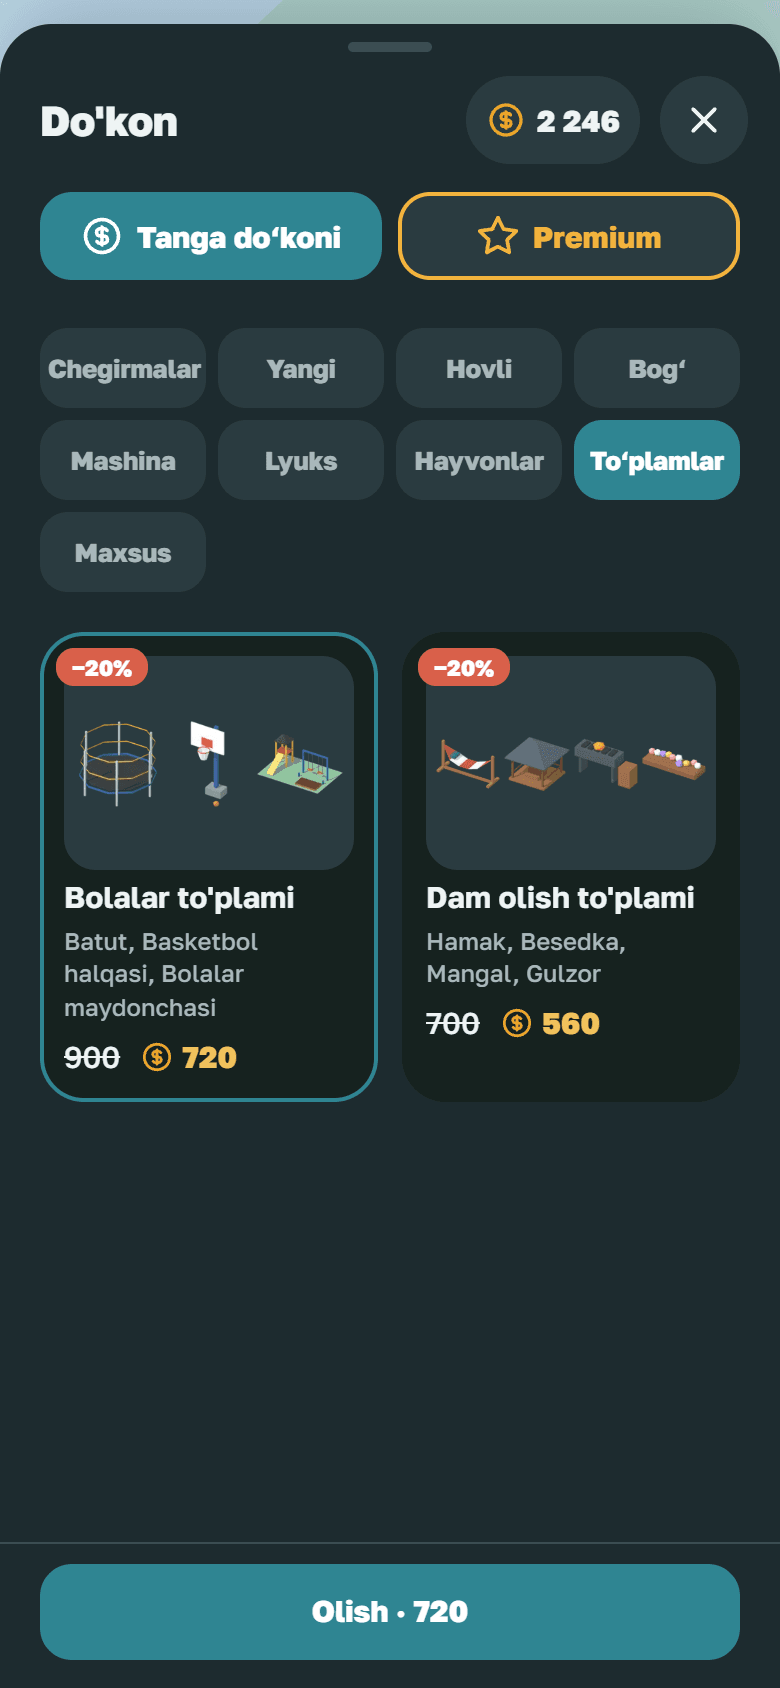 Do'kon
2 246
Tanga do‘koni
Premium
Chegirmalar
Yangi
Hovli
Bog‘
Mashina
Lyuks
Hayvonlar
To‘plamlar
Maxsus
−20%
Bolalar to'plami
Batut, Basketbol
halqasi, Bolalar
maydonchasi
900 720
−20%
Dam olish to'plami
Hamak, Besedka,
Mangal, Gulzor
700 560
Olish · 720